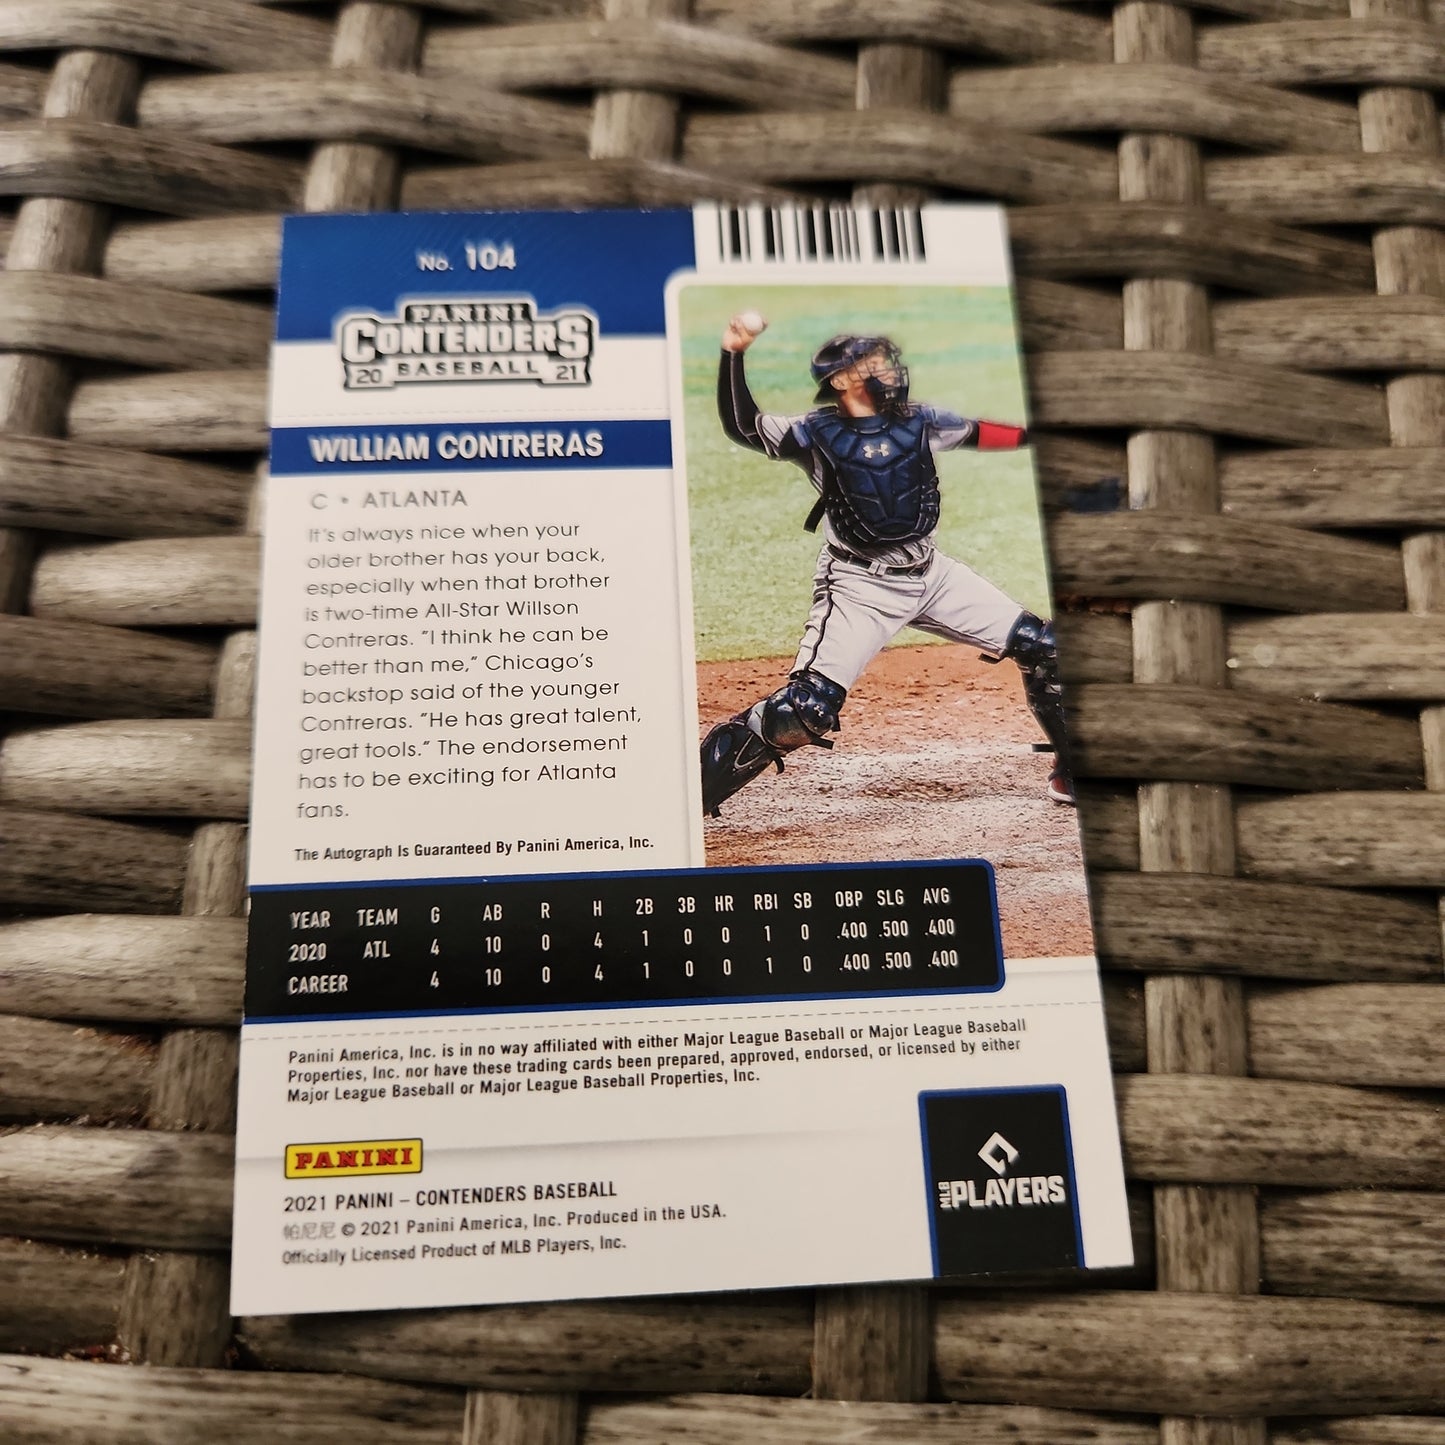 No. 104
PANINI
CONTENDERS
20 BASEBALL 21
WILLIAM CONTRERAS
C • ATLANTA
It's always nice when your
older brother has your back,
especially when that brother
is two-time All-Star Willson
Contreras. "I think he can be
better than me," Chicago's
backstop said of the younger
Contreras. "He has great talent,
great tools." The endorsement
has to be exciting for Atlanta
fans.
The Autograph Is Guaranteed By Panini America, Inc.
YEAR TEAM G AB R H 2B 3B HR RBI SB OBP SLG AVG
2020 ATL 4 10 0 4 1 0 0 1 0 .400 .500 .400
CAREER 4 10 0 4 1 0 0 1 0 .400 .500 .400
Panini America, Inc. is in no way affiliated with either Major League Baseball or Major League Baseball
Properties, Inc. nor have these trading cards been prepared, approved, endorsed, or licensed by either
Major League Baseball or Major League Baseball Properties, Inc.
PANINI
2021 PANINI – CONTENDERS BASEBALL
帕尼尼 © 2021 Panini America, Inc. Produced in the USA.
Officially Licensed Product of MLB Players, Inc.
MLB PLAYERS